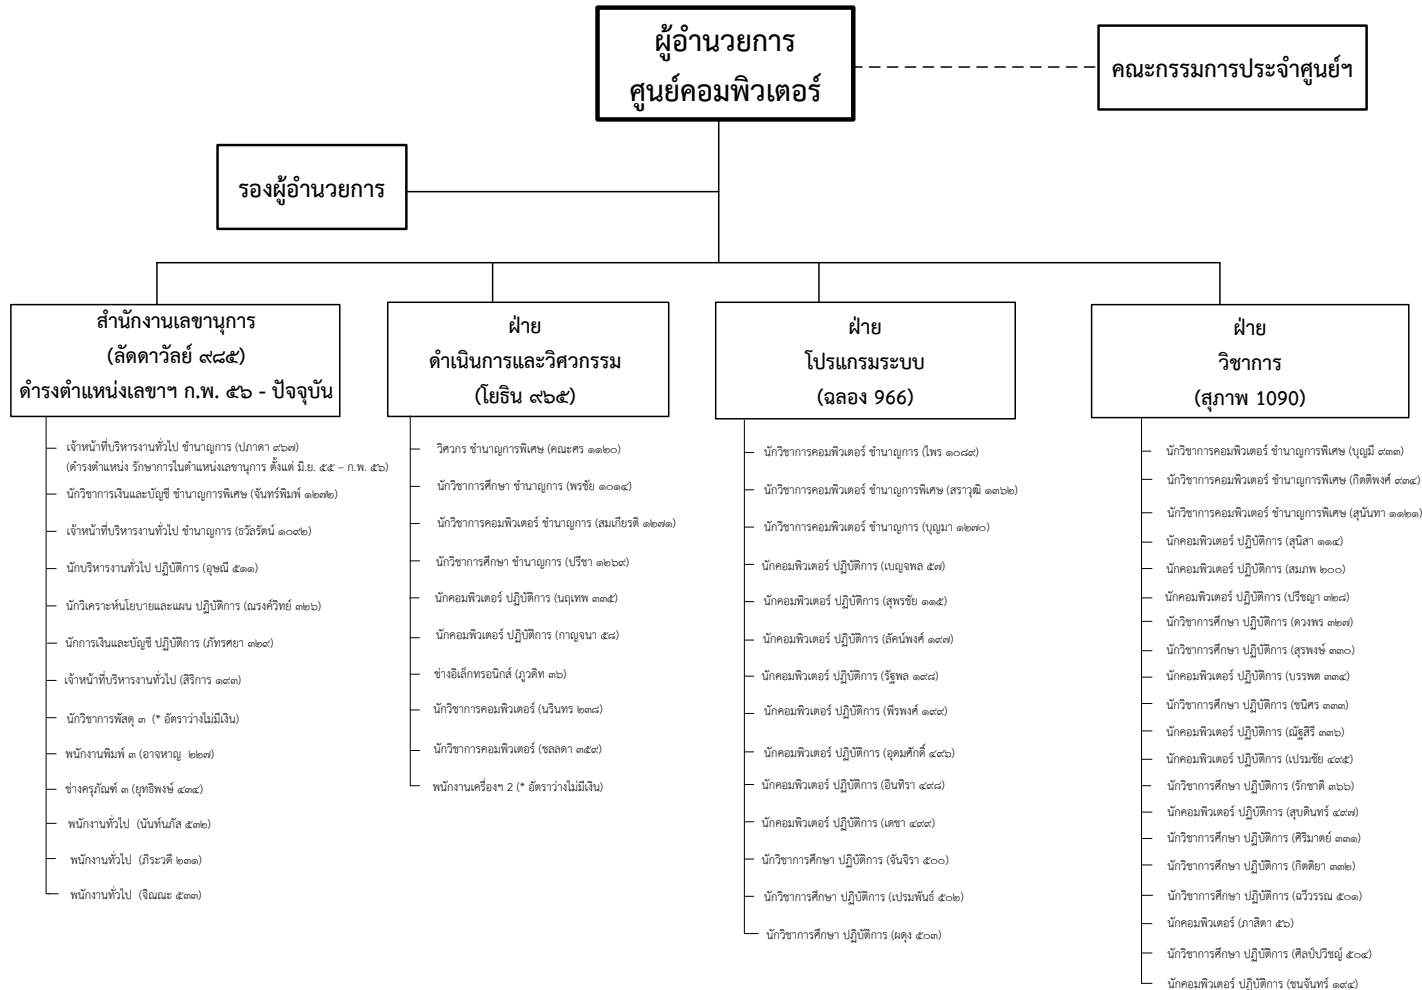 ผู้อำนวยการ
ศูนย์คอมพิวเตอร์
คณะกรรมการประจำศูนย์ฯ
รองผู้อำนวยการ
สำนักงานเลขานุการ
(ลัดดาวัลย์ ๙๘๕)
ดำรงตำแหน่งเลขาฯ ก.พ. ๕๖ - ปัจจุบัน
เจ้าหน้าที่บริหารงานทั่วไป ชำนาญการ (ปภาดา ๙๖๗)
(ดำรงตำแหน่ง รักษาการในตำแหน่งเลขานุการ ตั้งแต่ มิ.ย. ๕๕ – ก.พ. ๕๖)
นักวิชาการเงินและบัญชี ชำนาญการพิเศษ (จันทร์พิมพ์ ๑๒๗๒)
เจ้าหน้าที่บริหารงานทั่วไป ชำนาญการ (ธวัลรัตน์ ๑๐๙๒)
นักบริหารงานทั่วไป ปฏิบัติการ (อุษณี ๕๑๑)
นักวิเคราะห์นโยบายและแผน ปฏิบัติการ (ณรงค์วิทย์ ๓๒๖)
นักการเงินและบัญชี ปฏิบัติการ (ภัทรศยา ๓๒๙)
เจ้าหน้าที่บริหารงานทั่วไป (สิริการ ๑๙๓)
นักวิชาการพัสดุ ๓ (* อัตราว่างไม่มีเงิน)
พนักงานพิมพ์ ๓ (อาจหาญ ๒๒๗)
ช่างครุภัณฑ์ ๓ (ยุทธิพงษ์ ๔๓๔)
พนักงานทั่วไป (นันท์นภัส ๕๓๒)
พนักงานทั่วไป (ภิระวดี ๒๓๑)
พนักงานทั่วไป (จิณณะ ๕๓๓)
ฝ่าย
ดำเนินการและวิศวกรรม
(โยธิน ๙๖๕)
วิศวกร ชำนาญการพิเศษ (คณะศร ๑๑๒๐)
นักวิชาการศึกษา ชำนาญการ (พรชัย ๑๐๑๔)
นักวิชาการคอมพิวเตอร์ ชำนาญการ (สมเกียรติ ๑๒๗๑)
นักวิชาการศึกษา ชำนาญการ (ปรีชา ๑๒๖๙)
นักคอมพิวเตอร์ ปฏิบัติการ (นฤเทพ ๓๓๕)
นักคอมพิวเตอร์ ปฏิบัติการ (กาญจนา ๕๘)
ช่างอิเล็กทรอนิกส์ (ภูวดิท ๓๖)
นักวิชาการคอมพิวเตอร์ (นรินทร ๒๓๘)
นักวิชาการคอมพิวเตอร์ (ชลลดา ๓๕๙)
พนักงานเครื่องฯ 2 (* อัตราว่างไม่มีเงิน)
ฝ่าย
โปรแกรมระบบ
(ฉลอง 966)
นักวิชาการคอมพิวเตอร์ ชำนาญการ (ไพร ๑๐๘๙)
นักวิชาการคอมพิวเตอร์ ชำนาญการพิเศษ (สราวุฒิ ๑๓๖๒)
นักวิชาการคอมพิวเตอร์ ชำนาญการ (บุญมา ๑๒๗๐)
นักคอมพิวเตอร์ ปฏิบัติการ (เบญจพล ๕๗)
นักคอมพิวเตอร์ ปฏิบัติการ (สุพรชัย ๑๑๕)
นักคอมพิวเตอร์ ปฏิบัติการ (ลัคน์พงศ์ ๑๙๗)
นักคอมพิวเตอร์ ปฏิบัติการ (รัฐพล ๑๙๘)
นักคอมพิวเตอร์ ปฏิบัติการ (พีรพงศ์ ๑๙๙)
นักคอมพิวเตอร์ ปฏิบัติการ (อุดมศักดิ์ ๔๙๖)
นักคอมพิวเตอร์ ปฏิบัติการ (อินทิรา ๔๙๘)
นักคอมพิวเตอร์ ปฏิบัติการ (เดชา ๔๙๙)
นักวิชาการศึกษา ปฏิบัติการ (จันจิรา ๕๐๐)
นักวิชาการศึกษา ปฏิบัติการ (เปรมพันธ์ ๕๐๒)
นักวิชาการศึกษา ปฏิบัติการ (ผดุง ๕๐๓)
ฝ่าย
วิชาการ
(สุภาพ 1090)
นักวิชาการคอมพิวเตอร์ ชำนาญการพิเศษ (บุญมี ๙๓๓)
นักวิชาการคอมพิวเตอร์ ชำนาญการพิเศษ (กิตติพงศ์ ๙๓๔)
นักวิชาการคอมพิวเตอร์ ชำนาญการพิเศษ (สุนันทา ๑๑๒๑)
นักคอมพิวเตอร์ ปฏิบัติการ (สุนิสา ๑๑๔)
นักคอมพิวเตอร์ ปฏิบัติการ (สมภพ ๒๐๐)
นักคอมพิวเตอร์ ปฏิบัติการ (ปรีชญา ๓๒๘)
นักวิชาการศึกษา ปฏิบัติการ (ดวงพร ๓๒๗)
นักวิชาการศึกษา ปฏิบัติการ (สุรพงษ์ ๓๓๐)
นักคอมพิวเตอร์ ปฏิบัติการ (บรรพต ๓๓๔)
นักวิชาการศึกษา ปฏิบัติการ (ชนิศร ๓๓๓)
นักคอมพิวเตอร์ ปฏิบัติการ (ณัฐสิรี ๓๓๖)
นักคอมพิวเตอร์ ปฏิบัติการ (เปรมชัย ๔๙๕)
นักวิชาการศึกษา ปฏิบัติการ (รักชาติ ๓๖๖)
นักคอมพิวเตอร์ ปฏิบัติการ (สุบดินทร์ ๔๙๗)
นักวิชาการศึกษา ปฏิบัติการ (ศิริมาตย์ ๓๓๑)
นักวิชาการศึกษา ปฏิบัติการ (กิตติยา ๓๓๒)
นักวิชาการศึกษา ปฏิบัติการ (ฉวีวรรณ ๕๐๑)
นักคอมพิวเตอร์ (ภาสิตา ๕๖)
นักวิชาการศึกษา ปฏิบัติการ (ศิลป์ปวิชญ์ ๕๐๔)
นักคอมพิวเตอร์ ปฏิบัติการ (ชนจันทร์ ๑๙๔)